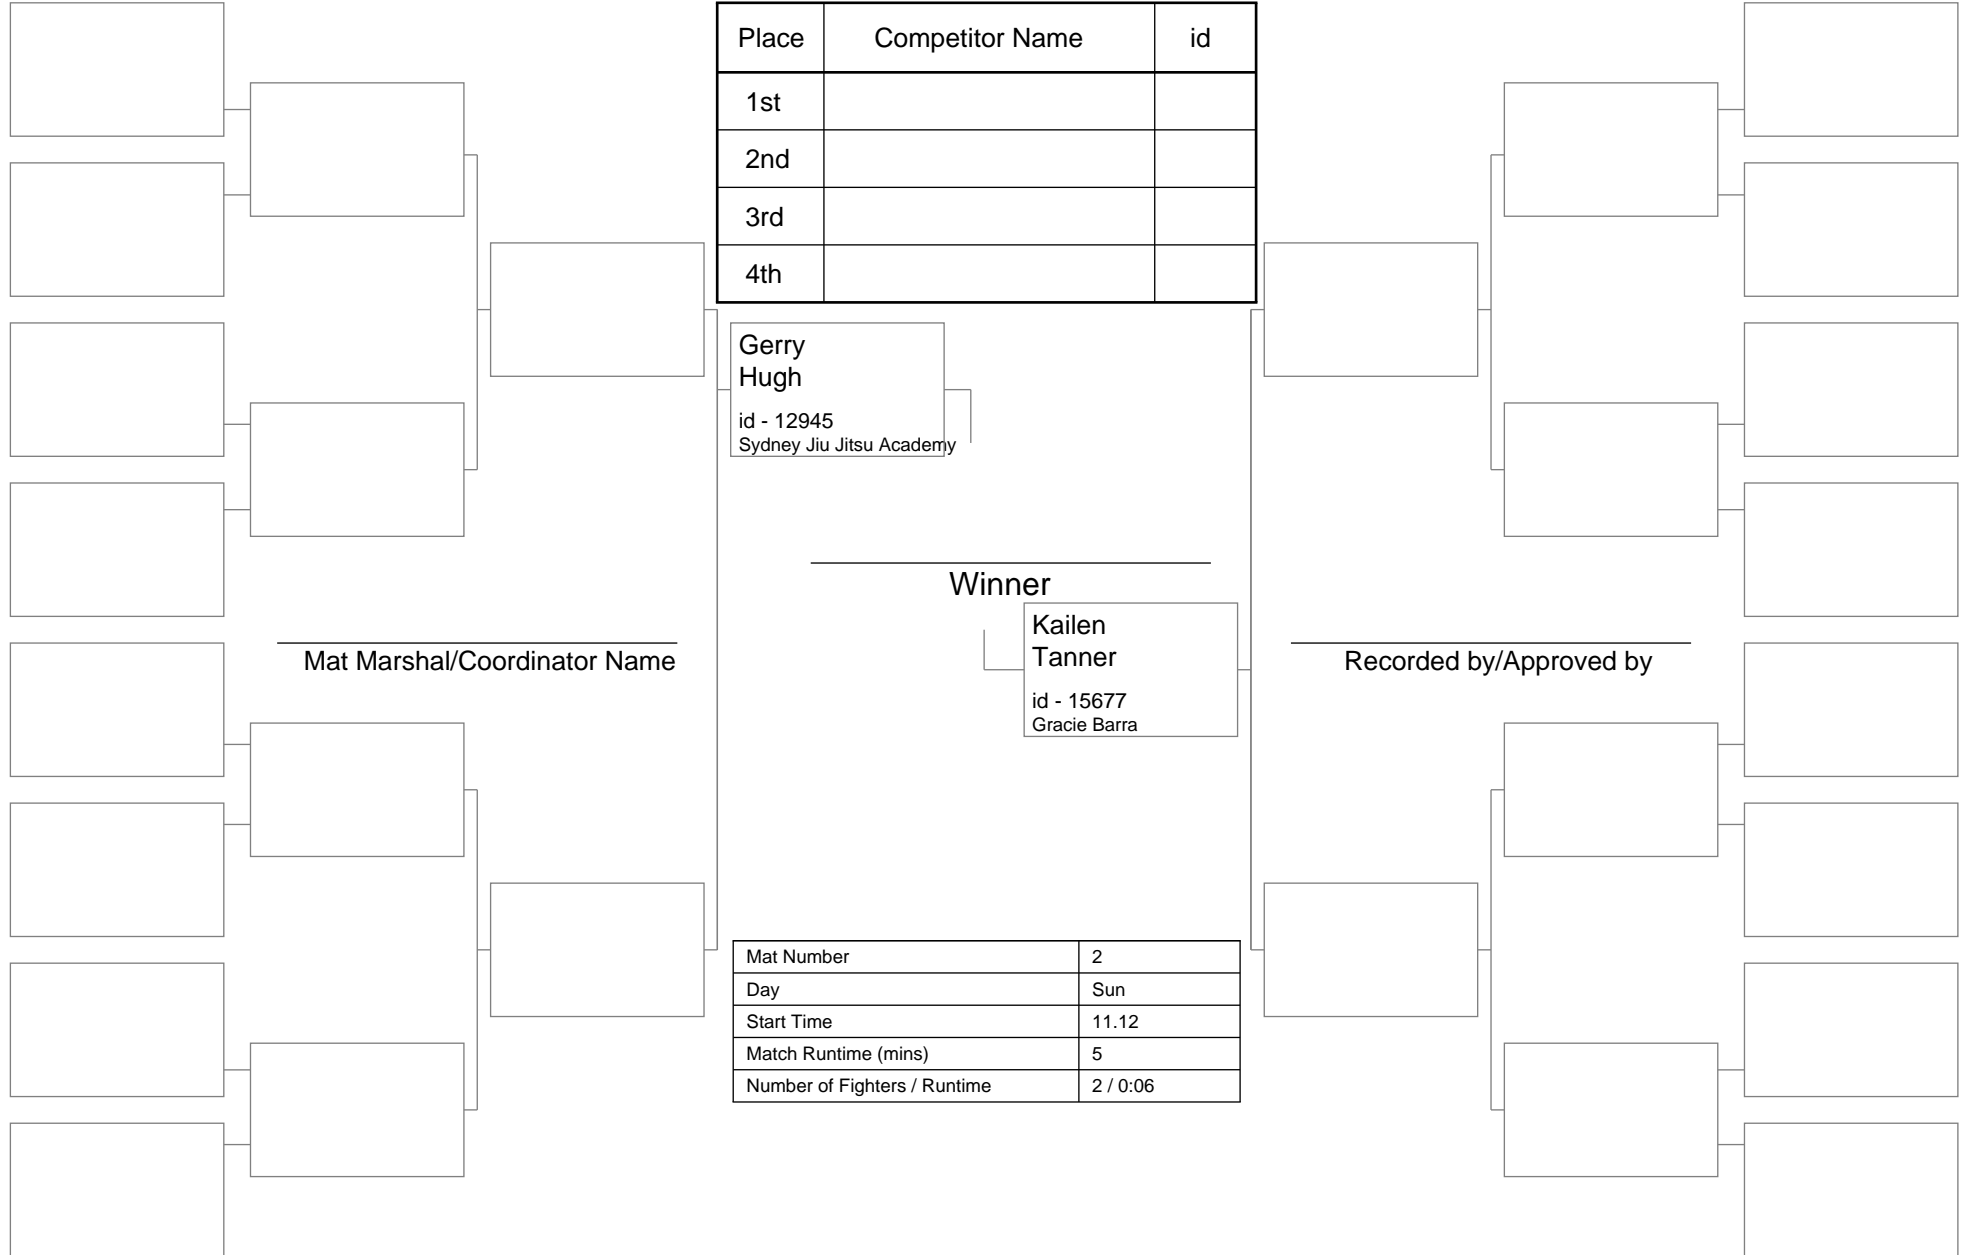 Place Competitor Name id
1st
2nd
3rd
4th
Gerry
Hugh
id - 12945
Sydney Jiu Jitsu Academy
Winner
Kailen
Tanner
id - 15677
Gracie Barra
Mat Marshal/Coordinator Name
Recorded by/Approved by
Mat Number 2
Day Sun
Start Time 11.12
Match Runtime (mins) 5
Number of Fighters / Runtime 2 / 0:06